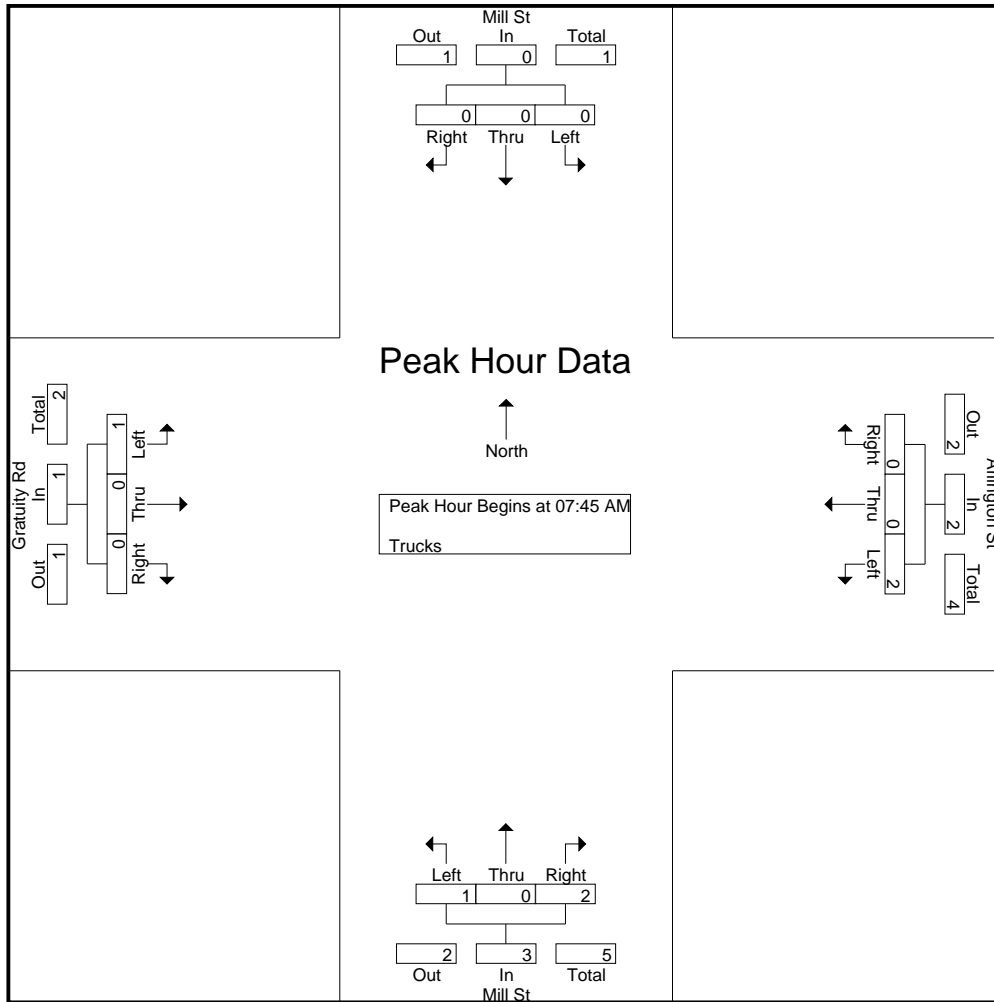 Mill St
Out In Total
1 0 1
0 0 0
Right Thru Left
Peak Hour Data
North
Peak Hour Begins at 07:45 AM
Trucks
Gratuity Rd
Out In Total
1 1 2
Left Thru Right
1 0 0
Out In Total
2 2 4
Right Thru Left
0 0 2
Left Thru Right
1 0 2
2 3 5
Out In Total
Mill St